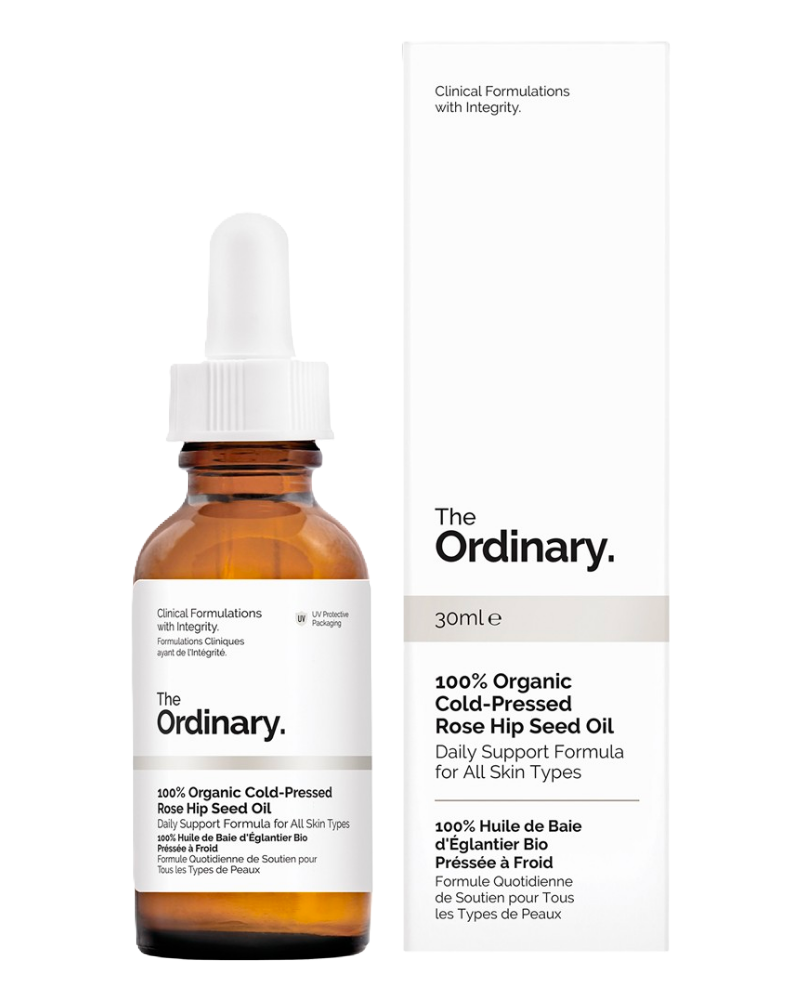 Clinical Formulations
with Integrity.
Formulations Cliniques
ayant de l'Intégrité.
UV
UV Protective
Packaging
The
Ordinary.
100% Organic Cold-Pressed
Rose Hip Seed Oil
Daily Support Formula for All Skin Types
100% Huile de Baie d'Églantier Bio
Préssée à Froid
Formule Quotidienne de Soutien pour
Tous les Types de Peaux
Clinical Formulations
with Integrity.
The
Ordinary.
30ml ℮
100% Organic
Cold-Pressed
Rose Hip Seed Oil
Daily Support Formula
for All Skin Types
100% Huile de Baie
d'Églantier Bio
Préssée à Froid
Formule Quotidienne
de Soutien pour Tous
les Types de Peaux